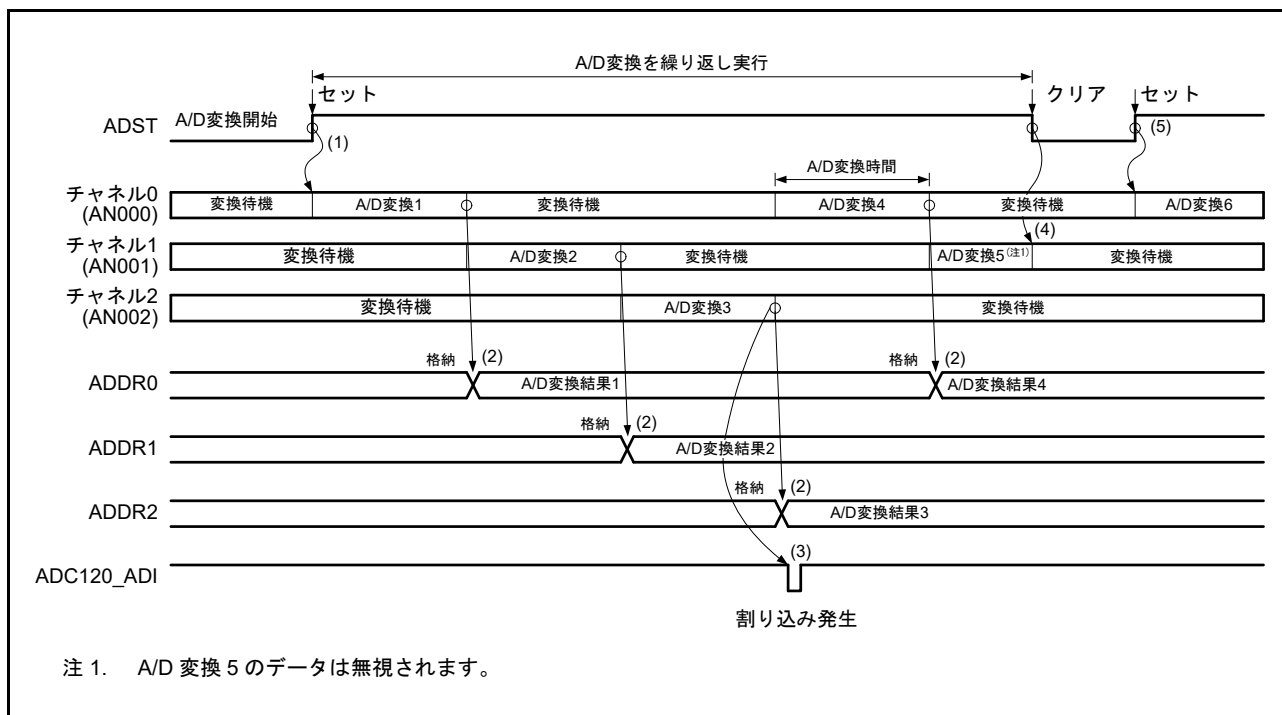 A/D変換を繰り返し実行
セット
クリア
セット
ADST
A/D変換開始
(1)
(5)
A/D変換時間
チャネル0
(AN000)
変換待機
A/D変換1
変換待機
A/D変換4
変換待機
A/D変換6
(4)
チャネル1
(AN001)
変換待機
A/D変換2
変換待機
A/D変換5(注1)
変換待機
チャネル2
(AN002)
変換待機
A/D変換3
変換待機
ADDR0
格納
(2)
A/D変換結果1
格納
(2)
A/D変換結果4
ADDR1
格納
(2)
A/D変換結果2
ADDR2
格納
(2)
A/D変換結果3
ADC120_ADI
(3)
割り込み発生
注 1. A/D 変換 5 のデータは無視されます。